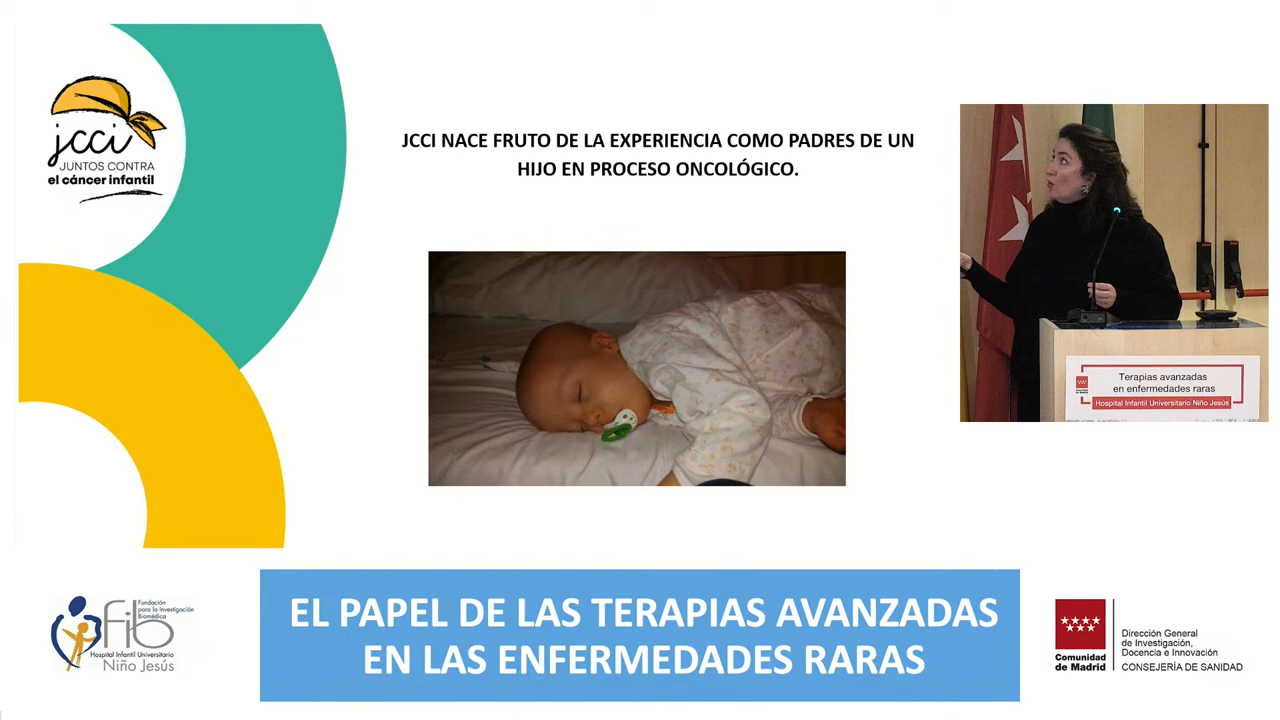 jcci
JUNTOS CONTRA
el cáncer infantil
JCCI NACE FRUTO DE LA EXPERIENCIA COMO PADRES DE UN
HIJO EN PROCESO ONCOLÓGICO.
Terapias avanzadas
en enfermedades raras
Hospital Infantil Universitario Niño Jesús
fib
Fundación
para la Investigación
Biomédica
Hospital Infantil Universitario
Niño Jesús
EL PAPEL DE LAS TERAPIAS AVANZADAS
EN LAS ENFERMEDADES RARAS
Comunidad
de Madrid
Dirección General
de Investigación,
Docencia e Innovación
CONSEJERÍA DE SANIDAD